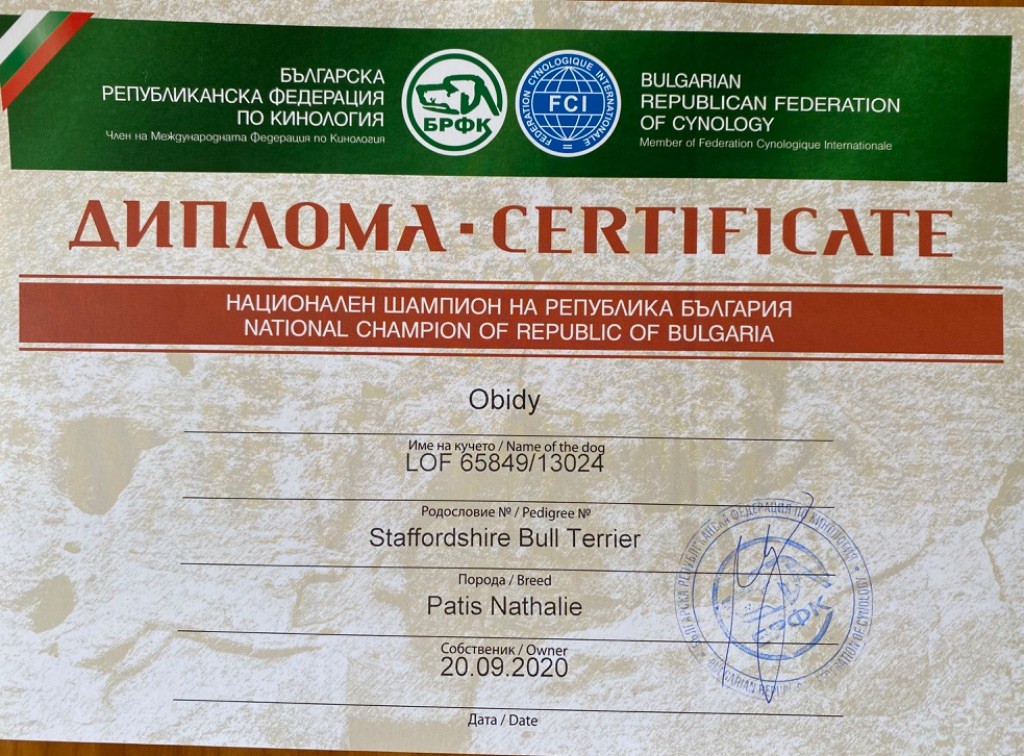 БЪЛГАРСКА
РЕПУБЛИКАНСКА ФЕДЕРАЦИЯ
ПО КИНОЛОГИЯ
Член на Международната Федерация по Кинология
БРФК
FEDERATION CYNOLOGIQUE INTERNATIONALE
FCI
BULGARIAN
REPUBLICAN FEDERATION
OF CYNOLOGY
Member of Federation Cynologique Internationale
ДИПЛОМА · CERTIFICATE
НАЦИОНАЛЕН ШАМПИОН НА РЕПУБЛИКА БЪЛГАРИЯ
NATIONAL CHAMPION OF REPUBLIC OF BULGARIA
Obidy
Име на кучето / Name of the dog
LOF 65849/13024
Родословие № / Pedigree №
Staffordshire Bull Terrier
Порода / Breed
Patis Nathalie
Собственик / Owner
20.09.2020
Дата / Date
БРФК